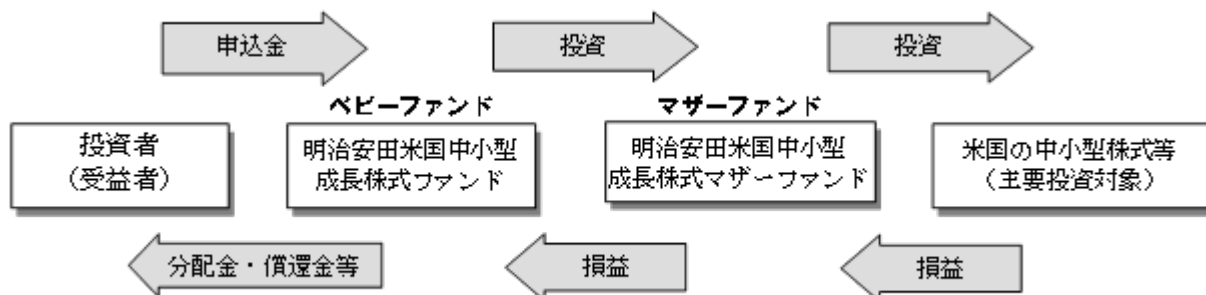 申込金
投資
投資
ベビーファンド
マザーファンド
投資者
（受益者）
明治安田米国中小型
成長株式ファンド
明治安田米国中小型
成長株式マザーファンド
米国の中小型株式等
（主要投資対象）
分配金・償還金等
損益
損益